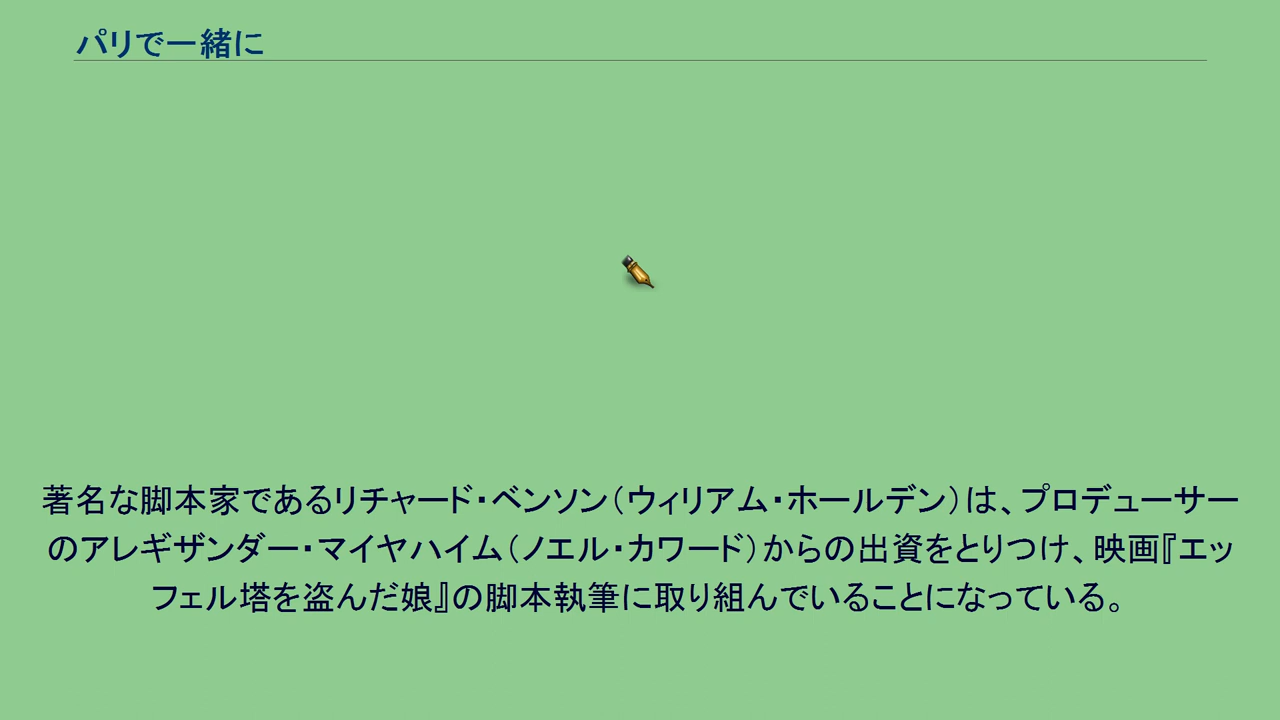 パリで一緒に
著名な脚本家であるリチャード・ベンソン（ウィリアム・ホールデン）は、プロデューサー
のアレギザンダー・マイヤハイム（ノエル・カワード）からの出資をとりつけ、映画『エッ
フェル塔を盗んだ娘』の脚本執筆に取り組んでいることになっている。